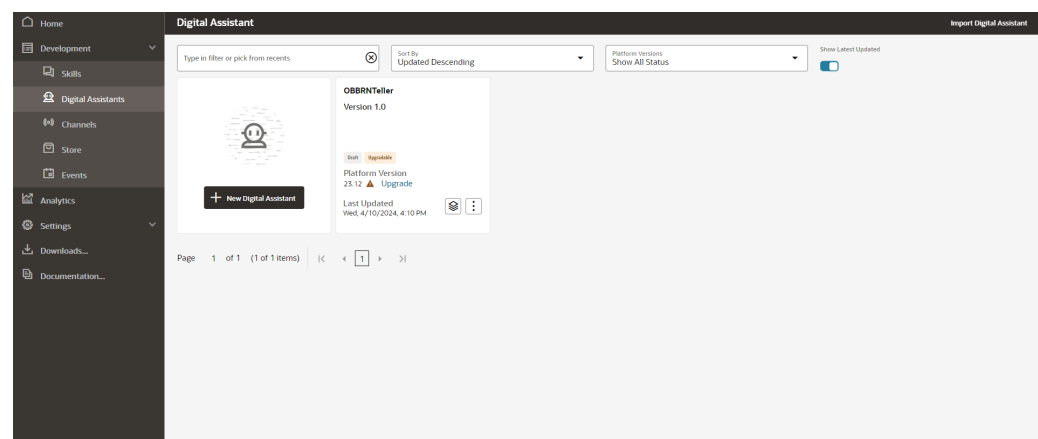 Home
Development
Skills
Digital Assistants
Channels
Store
Events
Analytics
Settings
Downloads...
Documentation...
Digital Assistant
Import Digital Assistant
Type in filter or pick from recents
Sort By
Updated Descending
Platform Versions
Show All Status
Show Latest Updated
New Digital Assistant
OBBRNTeller
Version 1.0
Draft Upgradable
Platform Version
23.12 Upgrade
Last Updated
Wed, 4/10/2024, 4:10 PM
Page 1 of 1 (1 of 1 items) 1